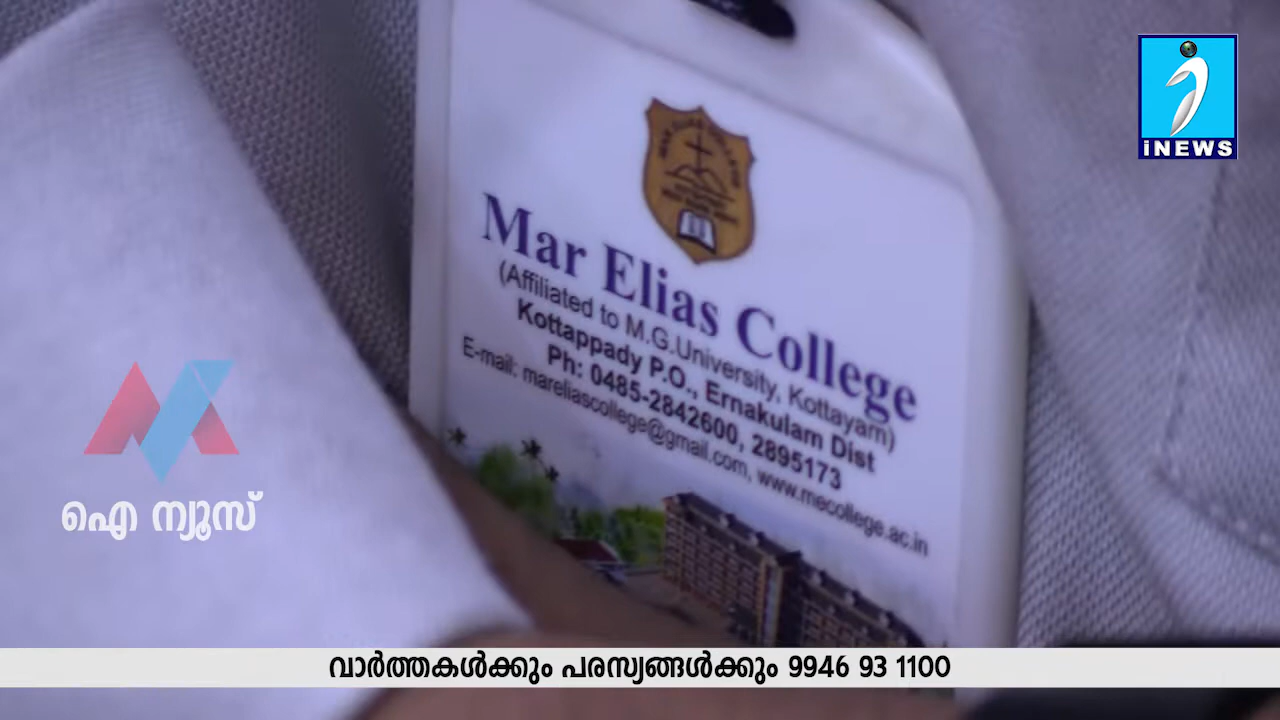 iNEWS
Mar Elias College
(Affiliated to M.G.University, Kottayam)
Kottappady P.O., Ernakulam Dist
Ph: 0485-2842600, 2895173
E-mail: mareliascollege@gmail.com, www.mecollege.ac.in
ഐ ന്യൂസ്
വാർത്തകൾക്കും പരസ്യങ്ങൾക്കും 9946 93 1100